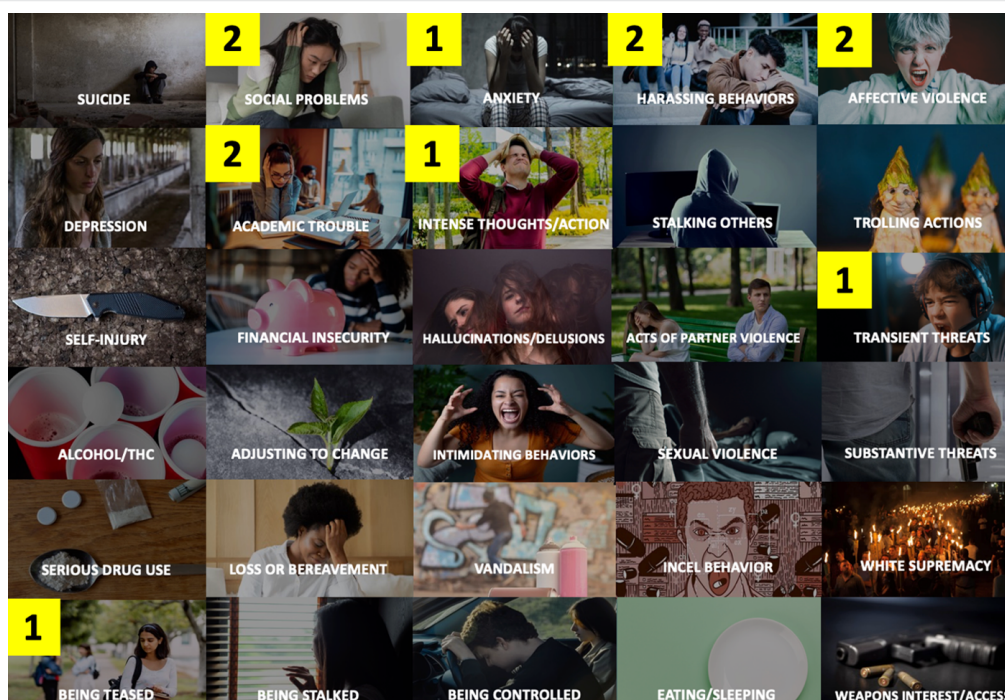 2 1 2 2
SUICIDE SOCIAL PROBLEMS ANXIETY HARASSING BEHAVIORS AFFECTIVE VIOLENCE
2 1
DEPRESSION ACADEMIC TROUBLE INTENSE THOUGHTS/ACTION STALKING OTHERS TROLLING ACTIONS
1
SELF-INJURY FINANCIAL INSECURITY HALLUCINATIONS/DELUSIONS ACTS OF PARTNER VIOLENCE TRANSIENT THREATS
ALCOHOL/THC ADJUSTING TO CHANGE INTIMIDATING BEHAVIORS SEXUAL VIOLENCE SUBSTANTIVE THREATS
SERIOUS DRUG USE LOSS OR BEREAVEMENT VANDALISM INCEL BEHAVIOR WHITE SUPREMACY
1
BEING TEASED BEING STALKED BEING CONTROLLED EATING/SLEEPING WEAPONS INTEREST/ACCES